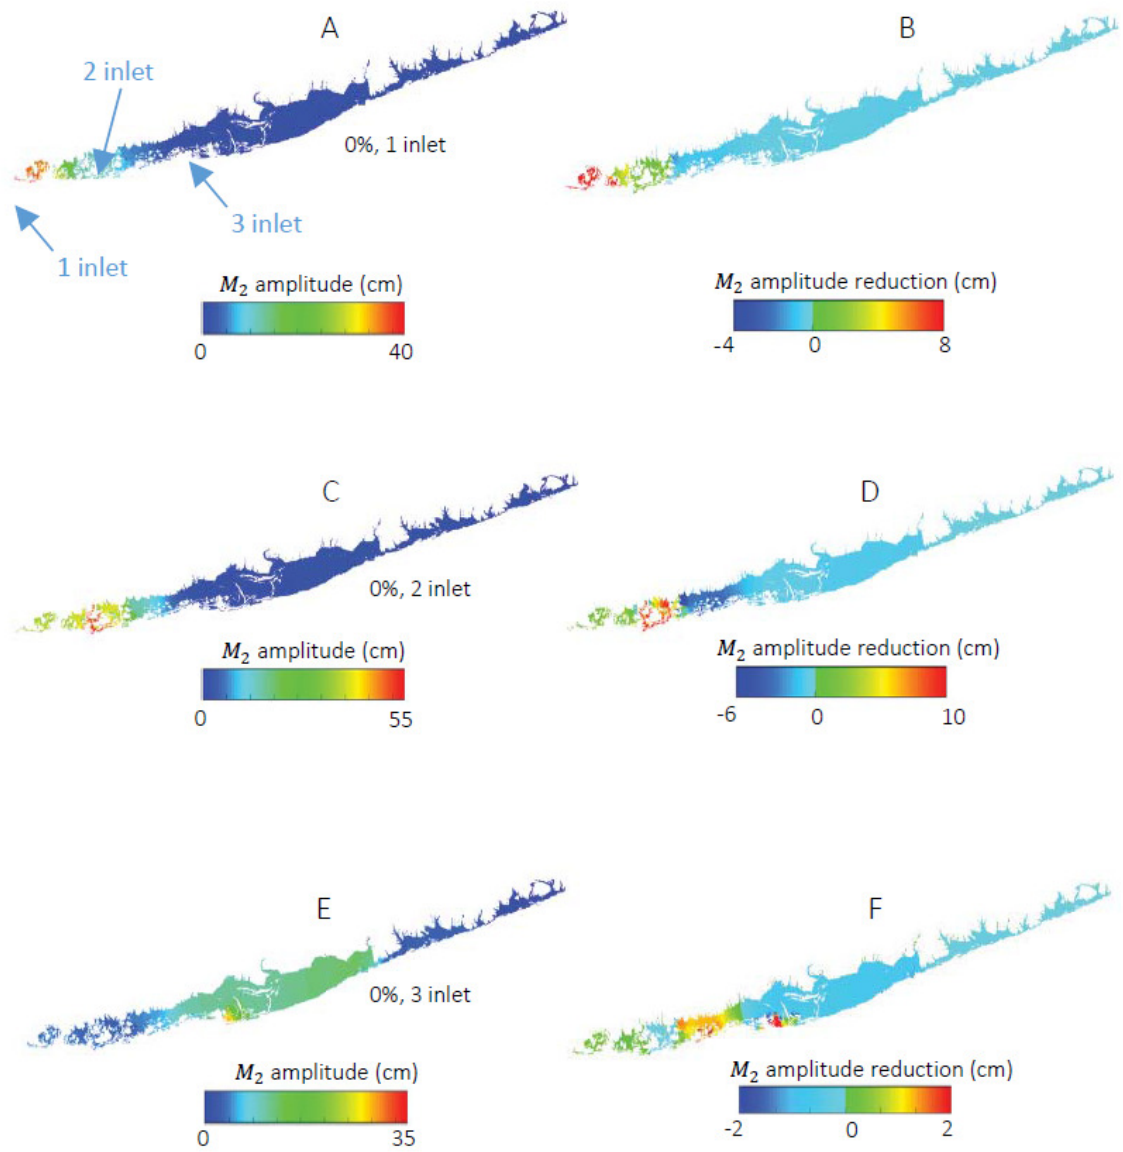 A
B
2 inlet
0%, 1 inlet
3 inlet
1 inlet
M₂ amplitude (cm)
0 40
M₂ amplitude reduction (cm)
-4 0 8
C
D
0%, 2 inlet
M₂ amplitude (cm)
0 55
M₂ amplitude reduction (cm)
-6 0 10
E
F
0%, 3 inlet
M₂ amplitude (cm)
0 35
M₂ amplitude reduction (cm)
-2 0 2